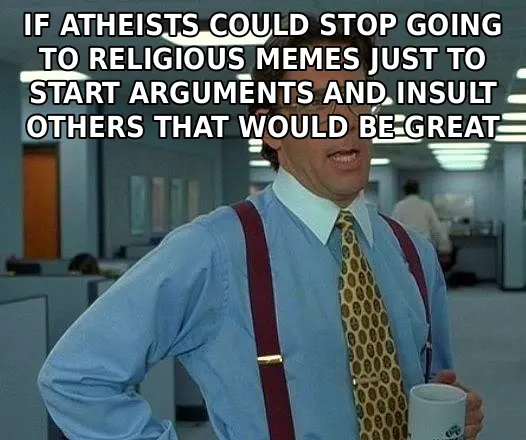 IF ATHEISTS COULD STOP GOING
TO RELIGIOUS MEMES JUST TO
START ARGUMENTS AND INSULT
OTHERS THAT WOULD BE GREAT